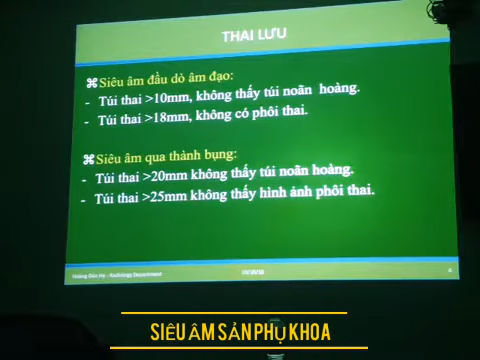 THAI LƯU
⌘Siêu âm đầu dò âm đạo:
- Túi thai >10mm, không thấy túi noãn hoàng.
- Túi thai >18mm, không có phôi thai.
⌘Siêu âm qua thành bụng:
- Túi thai >20mm không thấy túi noãn hoàng.
- Túi thai >25mm không thấy hình ảnh phôi thai.
Radiology Department
SIÊU ÂM SẢN PHỤ KHOA